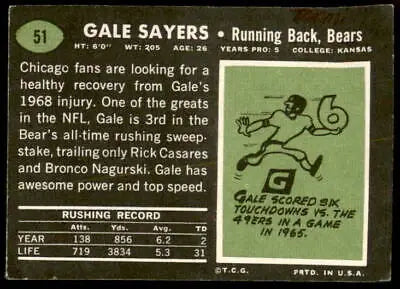 51
GALE SAYERS • Running Back, Bears
HT: 6'0" WT: 205 AGE: 26 YEARS PRO: 5 COLLEGE: KANSAS
Chicago fans are looking for a
healthy recovery from Gale's
1968 injury. One of the greats
in the NFL, Gale is 3rd in the
Bear's all-time rushing sweep-
stake, trailing only Rick Casares
and Bronco Nagurski. Gale has
awesome power and top speed.
RUSHING RECORD
Atts. Yds. Avg. TD
YEAR 138 856 6.2 2
LIFE 719 3834 5.3 31
6
G
GALE SCORED SIX
TOUCHDOWNS VS. THE
49ERS IN A GAME
IN 1965.
©T.C.G. PRTD. IN U.S.A.